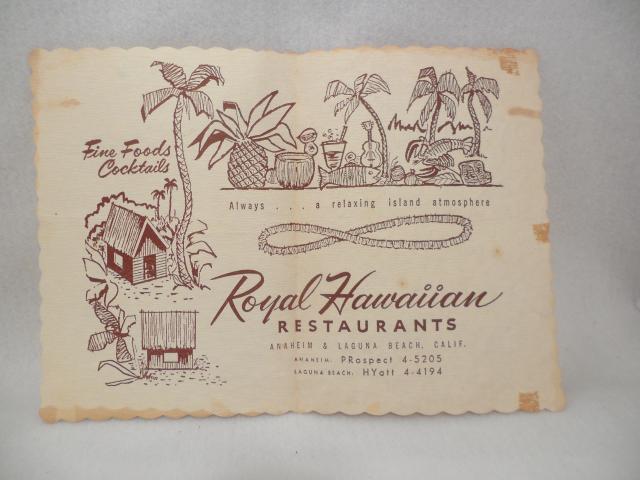 Fine Foods
Cocktails
Always . . . a relaxing island atmosphere
Royal Hawaiian
RESTAURANTS
ANAHEIM & LAGUNA BEACH, CALIF.
ANAHEIM: PRospect 4-5205
LAGUNA BEACH: HYatt 4-4194